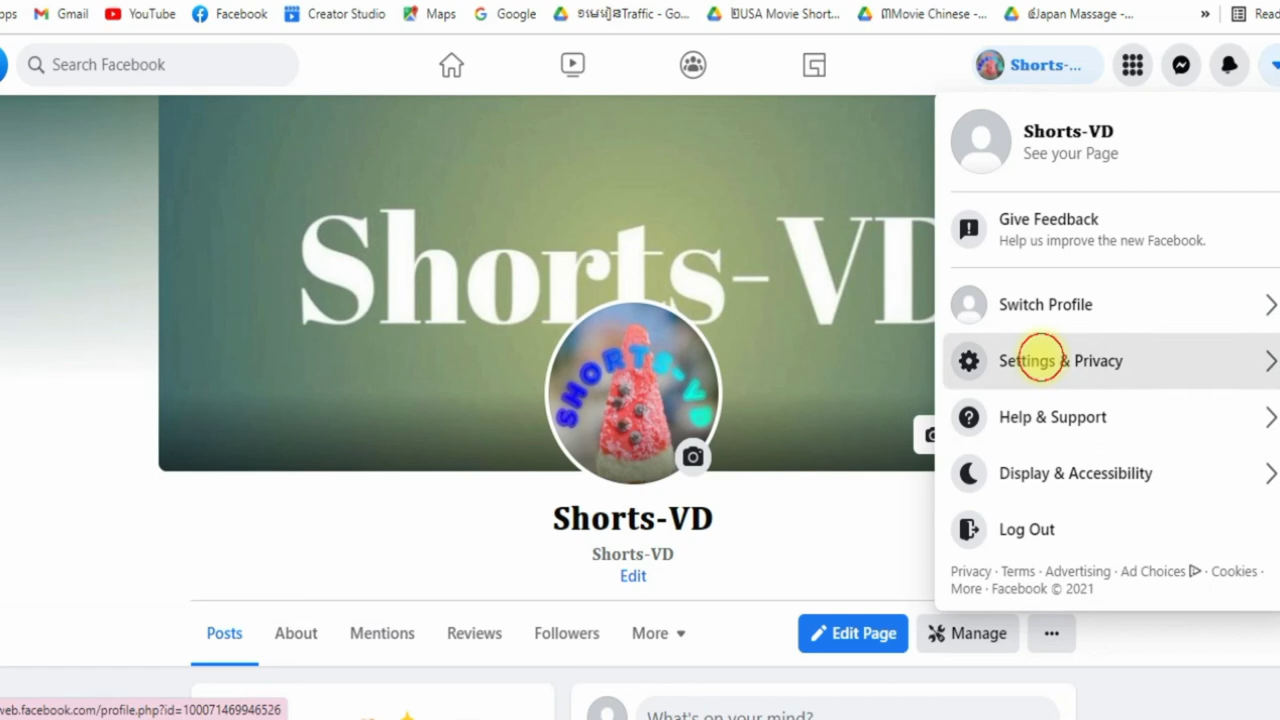 ps Gmail YouTube Facebook Creator Studio Maps Google Traffic - Go... USA Movie Short... Movie Chinese -... Japan Massage -... » Read
Search Facebook
Shorts-...
Shorts-VD
See your Page
Give Feedback
Help us improve the new Facebook.
Switch Profile
Settings & Privacy
Help & Support
Display & Accessibility
Log Out
Privacy · Terms · Advertising · Ad Choices · Cookies ·
More · Facebook © 2021
Shorts-VD
SHORTS-VD
Shorts-VD
Shorts-VD
Edit
Posts About Mentions Reviews Followers More
Edit Page Manage ...
What's on your mind?
web.facebook.com/profile.php?id=100071469946526